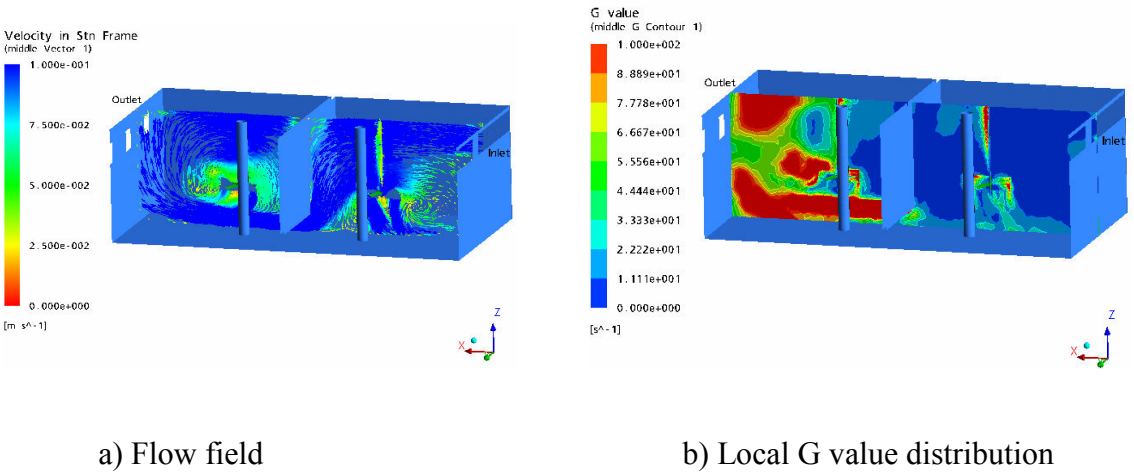 Velocity in Stn Frame
(middle Vector 1)
1.000e-001
7.500e-002
5.000e-002
2.500e-002
0.000e+000
[m s^-1]
Outlet
Inlet
Z
X
G value
(middle G Contour 1)
1.000e+002
8.889e+001
7.778e+001
6.667e+001
5.556e+001
4.444e+001
3.333e+001
2.222e+001
1.111e+001
0.000e+000
[s^-1]
Outlet
Inlet
Z
X
a) Flow field
b) Local G value distribution